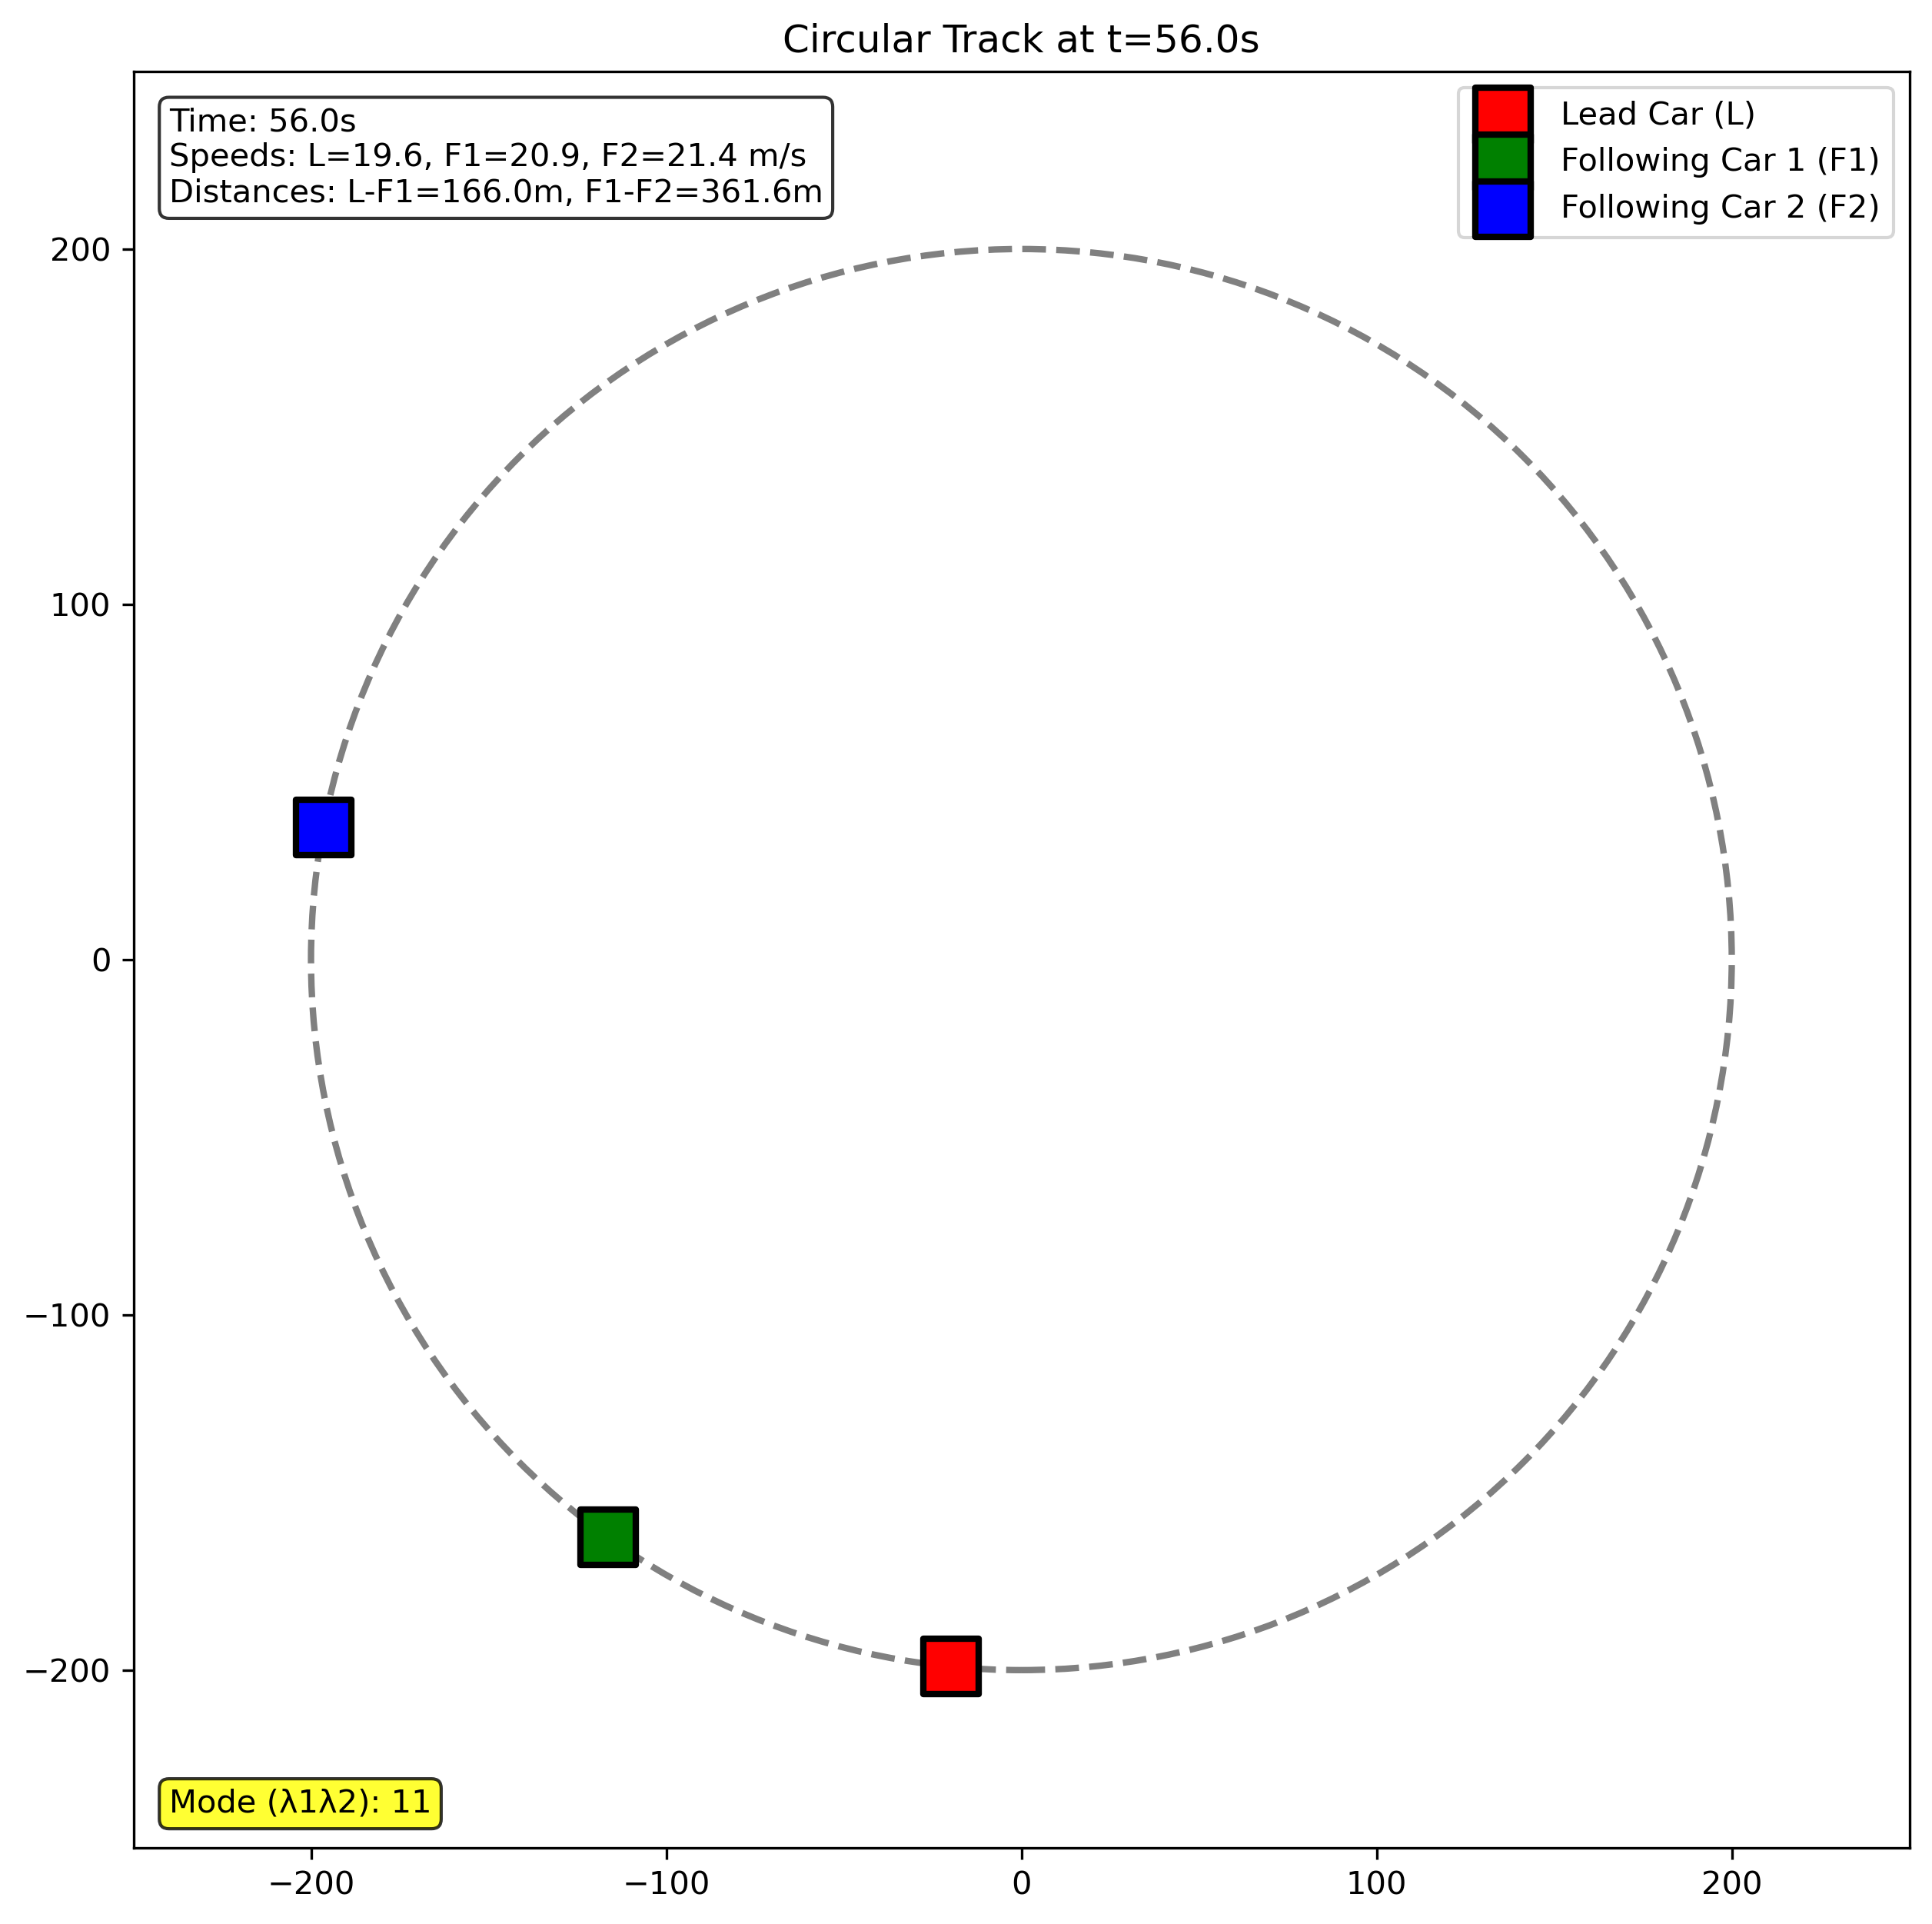 Circular Track at t=56.0s
Time: 56.0s
Speeds: L=19.6, F1=20.9, F2=21.4 m/s
Distances: L-F1=166.0m, F1-F2=361.6m
Lead Car (L)
Following Car 1 (F1)
Following Car 2 (F2)
200
100
0
−100
−200
Mode (λ1λ2): 11
−200
−100
0
100
200